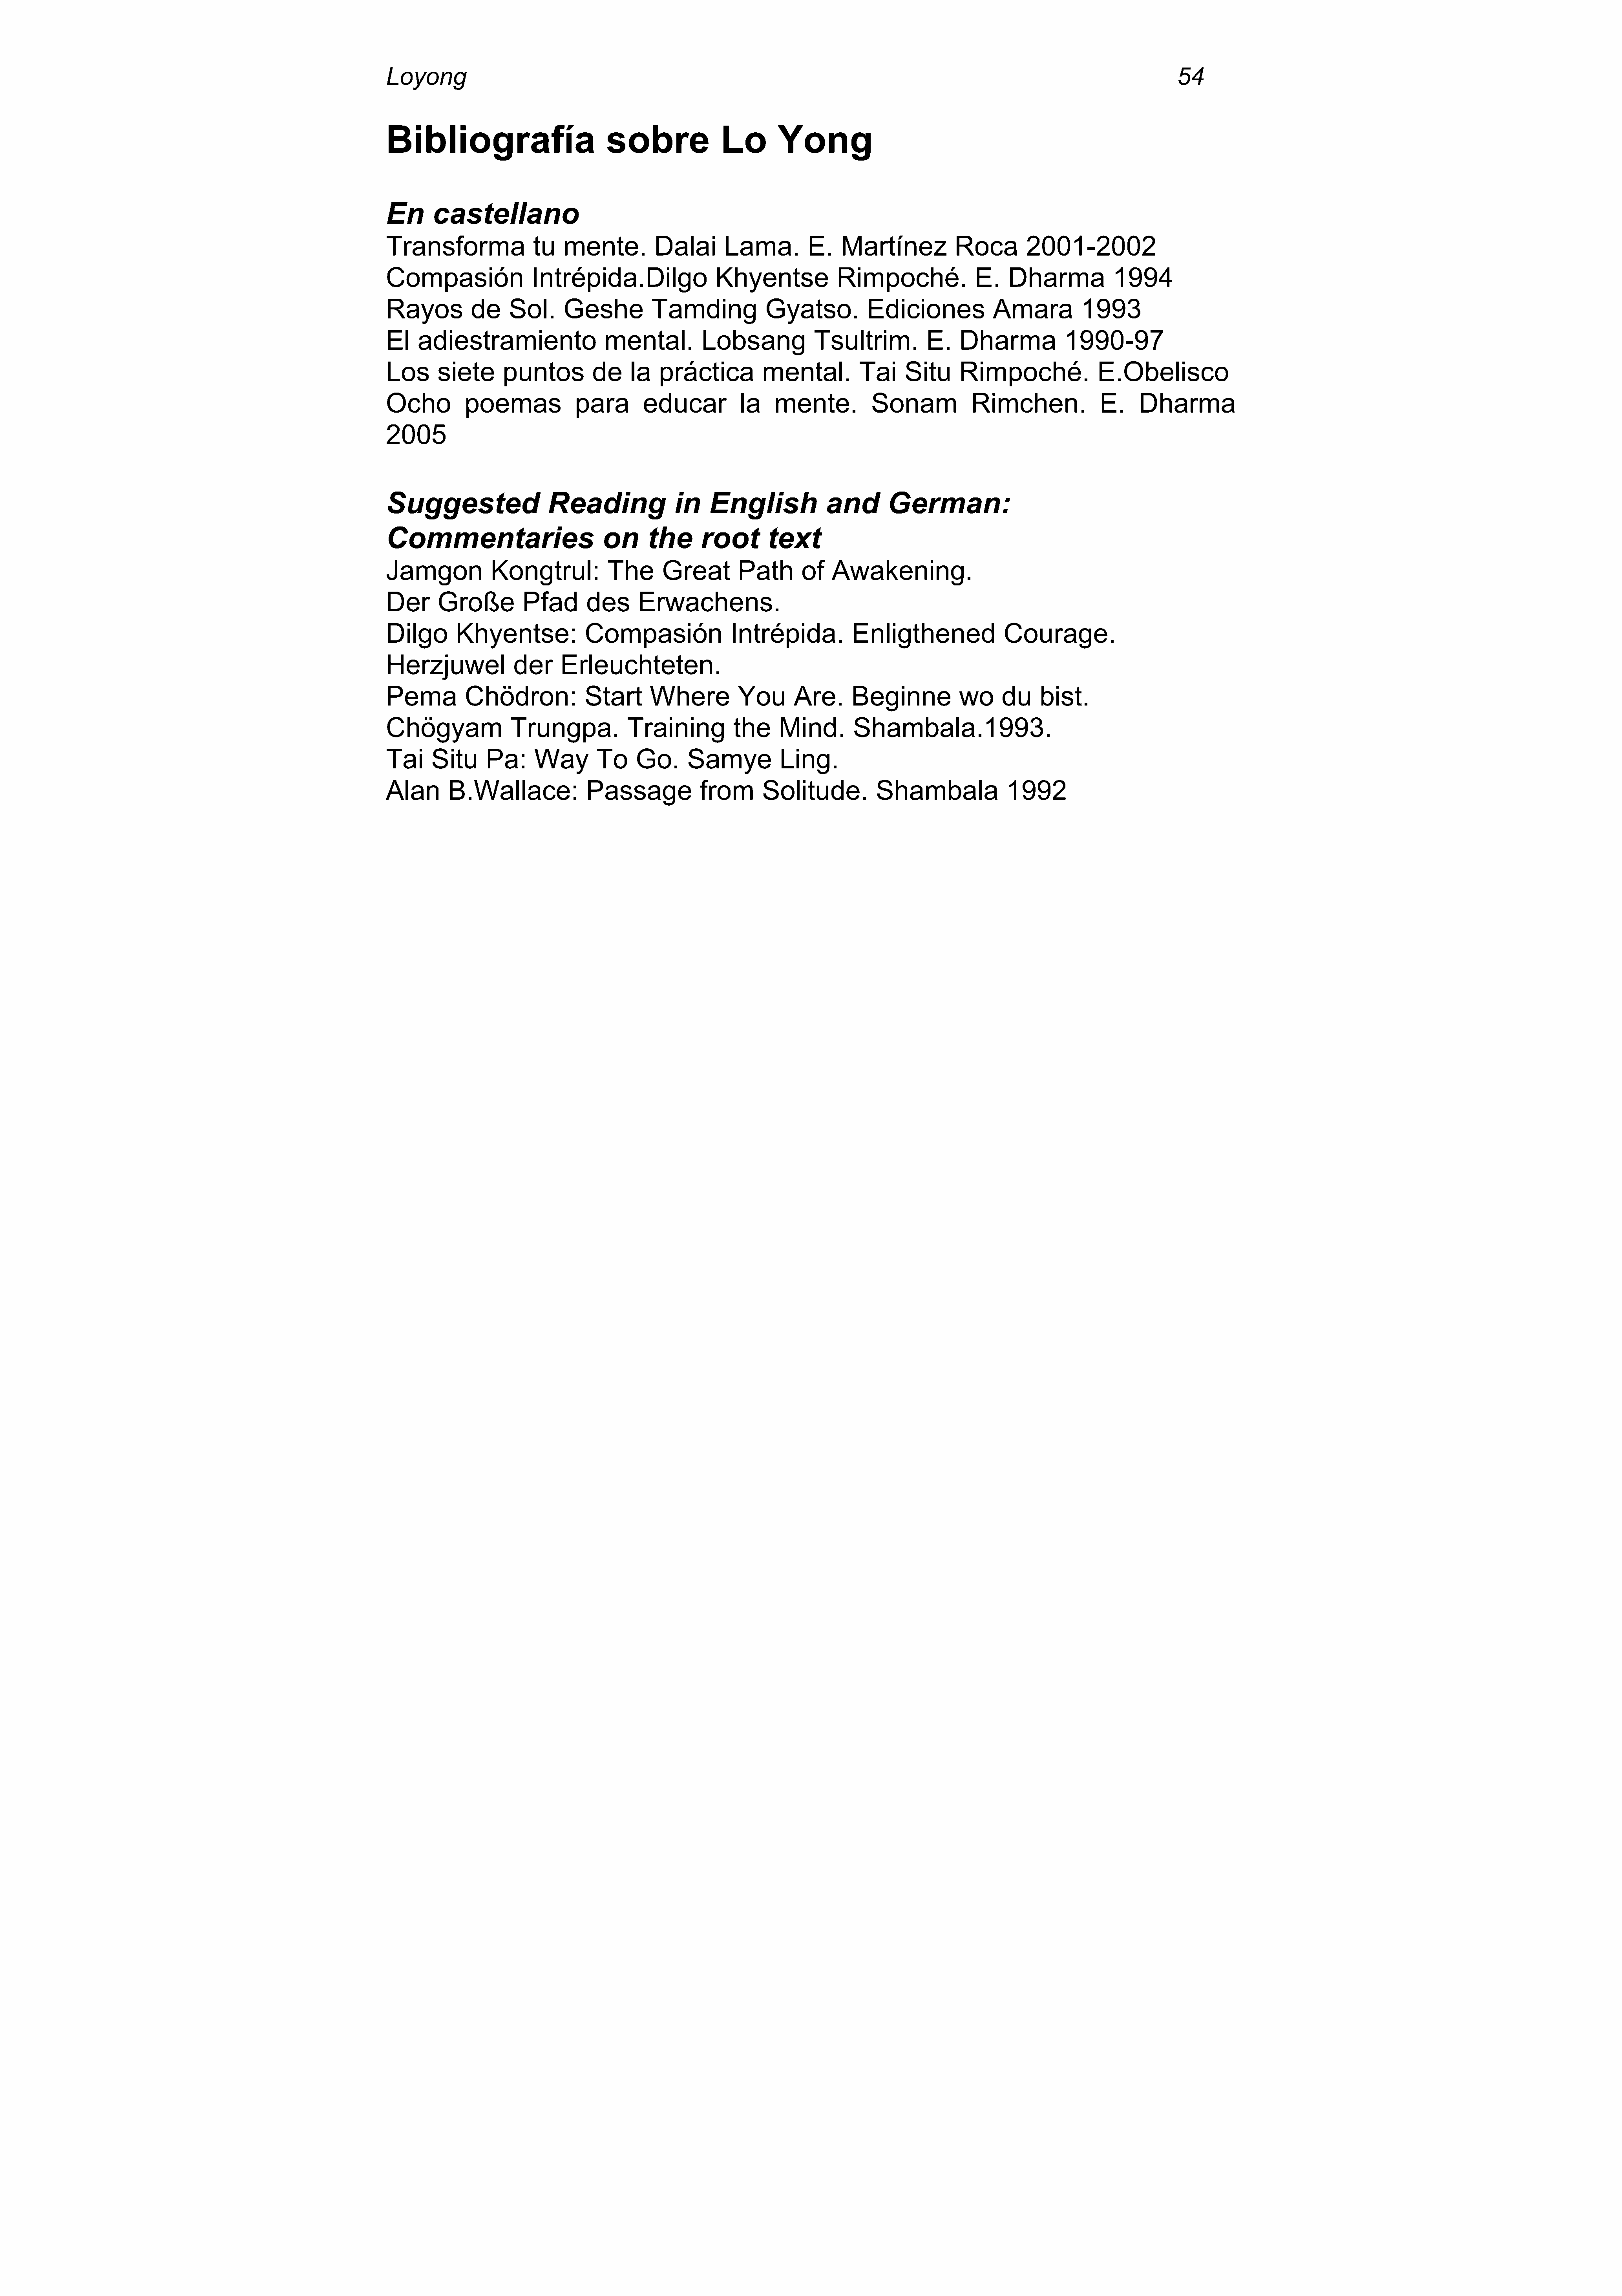 Loyong 54
Bibliografía sobre Lo Yong
En castellano
Transforma tu mente. Dalai Lama. E. Martínez Roca 2001-2002
Compasión Intrépida.Dilgo Khyentse Rimpoché. E. Dharma 1994
Rayos de Sol. Geshe Tamding Gyatso. Ediciones Amara 1993
El adiestramiento mental. Lobsang Tsultrim. E. Dharma 1990-97
Los siete puntos de la práctica mental. Tai Situ Rimpoché. E.Obelisco
Ocho poemas para educar la mente. Sonam Rimchen. E. Dharma
2005
Suggested Reading in English and German:
Commentaries on the root text
Jamgon Kongtrul: The Great Path of Awakening.
Der Große Pfad des Erwachens.
Dilgo Khyentse: Compasión Intrépida. Enligthened Courage.
Herzjuwel der Erleuchteten.
Pema Chödron: Start Where You Are. Beginne wo du bist.
Chögyam Trungpa. Training the Mind. Shambala.1993.
Tai Situ Pa: Way To Go. Samye Ling.
Alan B.Wallace: Passage from Solitude. Shambala 1992